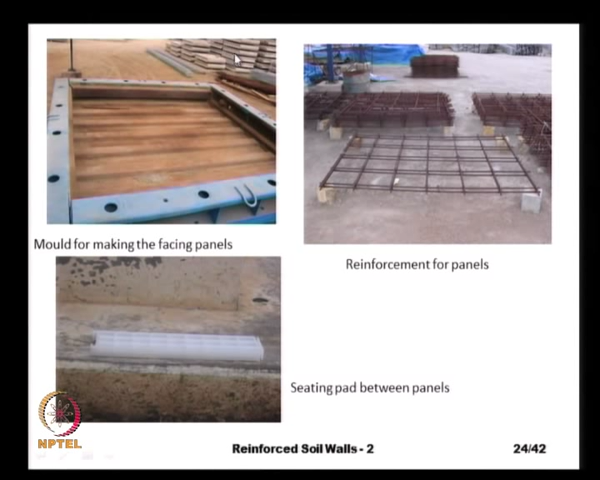 Mould for making the facing panels
Reinforcement for panels
Seating pad between panels
NPTEL
Reinforced Soil Walls - 2
24/42